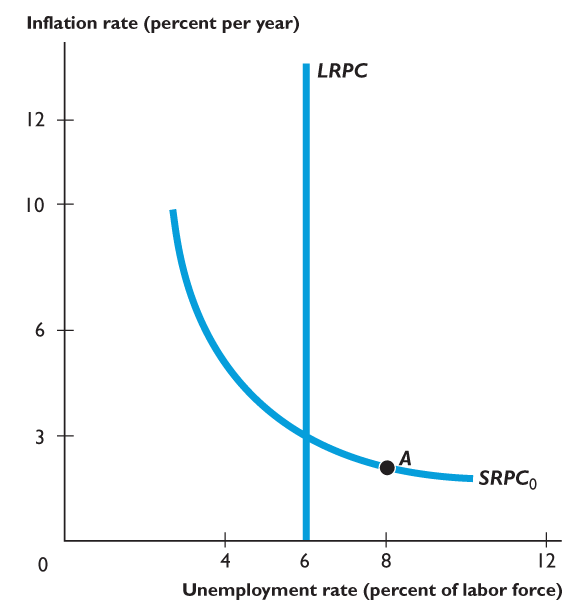 Inflation rate (percent per year)
LRPC
12
10
6
3
A
SRPC0
0
4
6
8
12
Unemployment rate (percent of labor force)